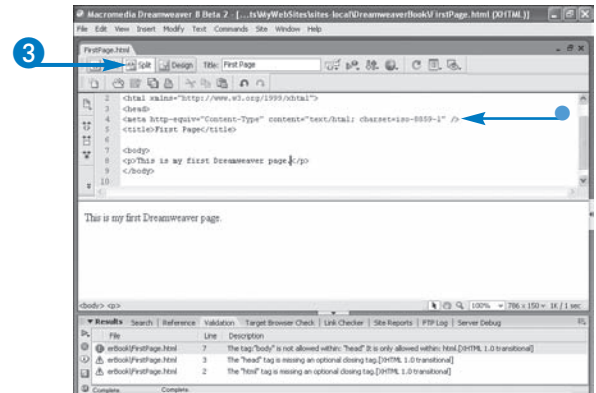 Macromedia Dreamweaver 8 Beta 2 - [...ts\MyWebSites\sites-local\DreamweaverBook\FirstPage.html (XHTML)]
File Edit View Insert Modify Text Commands Site Window Help
FirstPage.html
3
Split Design Title: First Page
2 <html xmlns="http://www.w3.org/1999/xhtml">
3 <head>
4 <meta http-equiv="Content-Type" content="text/html; charset=iso-8859-1" />
5 <title>First Page</title>
6
7 <body>
8 <p>This is my first Dreamweaver page.</p>
9 </body>
10
This is my first Dreamweaver page.
<body> <p> 100% 786 x 150 1K / 1 sec
Results Search Reference Validation Target Browser Check Link Checker Site Reports FTP Log Server Debug
File Line Description
erBook\FirstPage.html 7 The tag:"body" is not allowed within: "head" It is only allowed within: html.[XHTML 1.0 transitional]
erBook\FirstPage.html 3 The "head" tag is missing an optional closing tag.[XHTML 1.0 transitional]
erBook\FirstPage.html 2 The "html" tag is missing an optional closing tag.[XHTML 1.0 transitional]
Complete Complete.